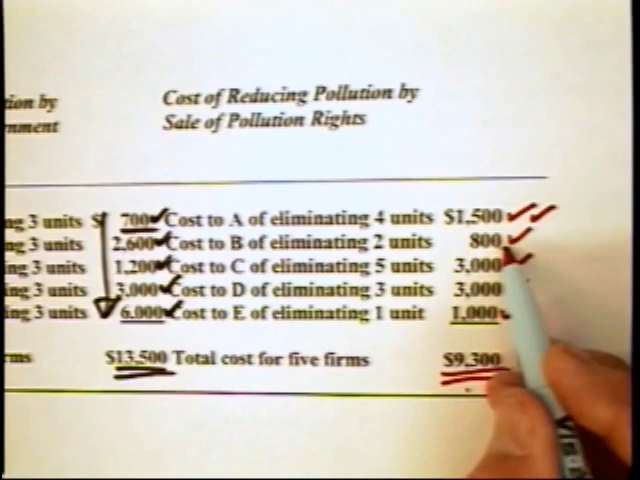 tion by Cost of Reducing Pollution by
nment Sale of Pollution Rights
ng 3 units $ 700 Cost to A of eliminating 4 units $1,500
ng 3 units 2,600 Cost to B of eliminating 2 units 800
ng 3 units 1,200 Cost to C of eliminating 5 units 3,000
ng 3 units 3,000 Cost to D of eliminating 3 units 3,000
ng 3 units 6,000 Cost to E of eliminating 1 unit 1,000
rms $13,500 Total cost for five firms $9,300